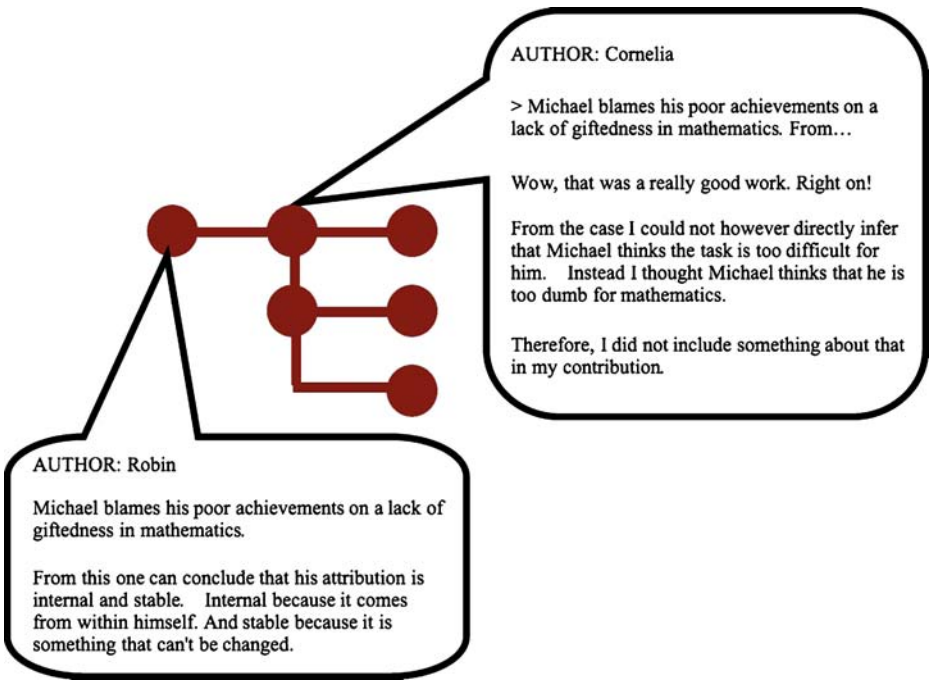 AUTHOR: Cornelia
> Michael blames his poor achievements on a
lack of giftedness in mathematics. From...
Wow, that was a really good work. Right on!
From the case I could not however directly infer
that Michael thinks the task is too difficult for
him. Instead I thought Michael thinks that he is
too dumb for mathematics.
Therefore, I did not include something about that
in my contribution.
AUTHOR: Robin
Michael blames his poor achievements on a lack of
giftedness in mathematics.
From this one can conclude that his attribution is
internal and stable. Internal because it comes
from within himself. And stable because it is
something that can't be changed.